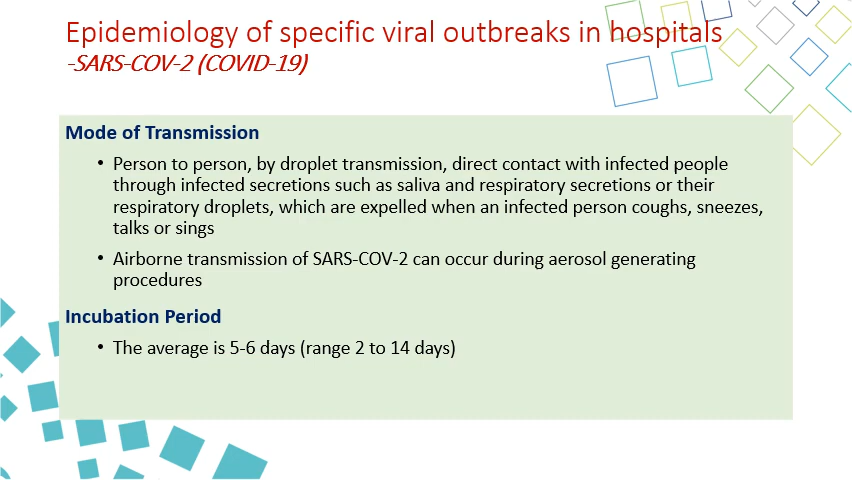 Epidemiology of specific viral outbreaks in hospitals
-SARS-COV-2 (COVID-19)
Mode of Transmission
• Person to person, by droplet transmission, direct contact with infected people
through infected secretions such as saliva and respiratory secretions or their
respiratory droplets, which are expelled when an infected person coughs, sneezes,
talks or sings
• Airborne transmission of SARS-COV-2 can occur during aerosol generating
procedures
Incubation Period
• The average is 5-6 days (range 2 to 14 days)